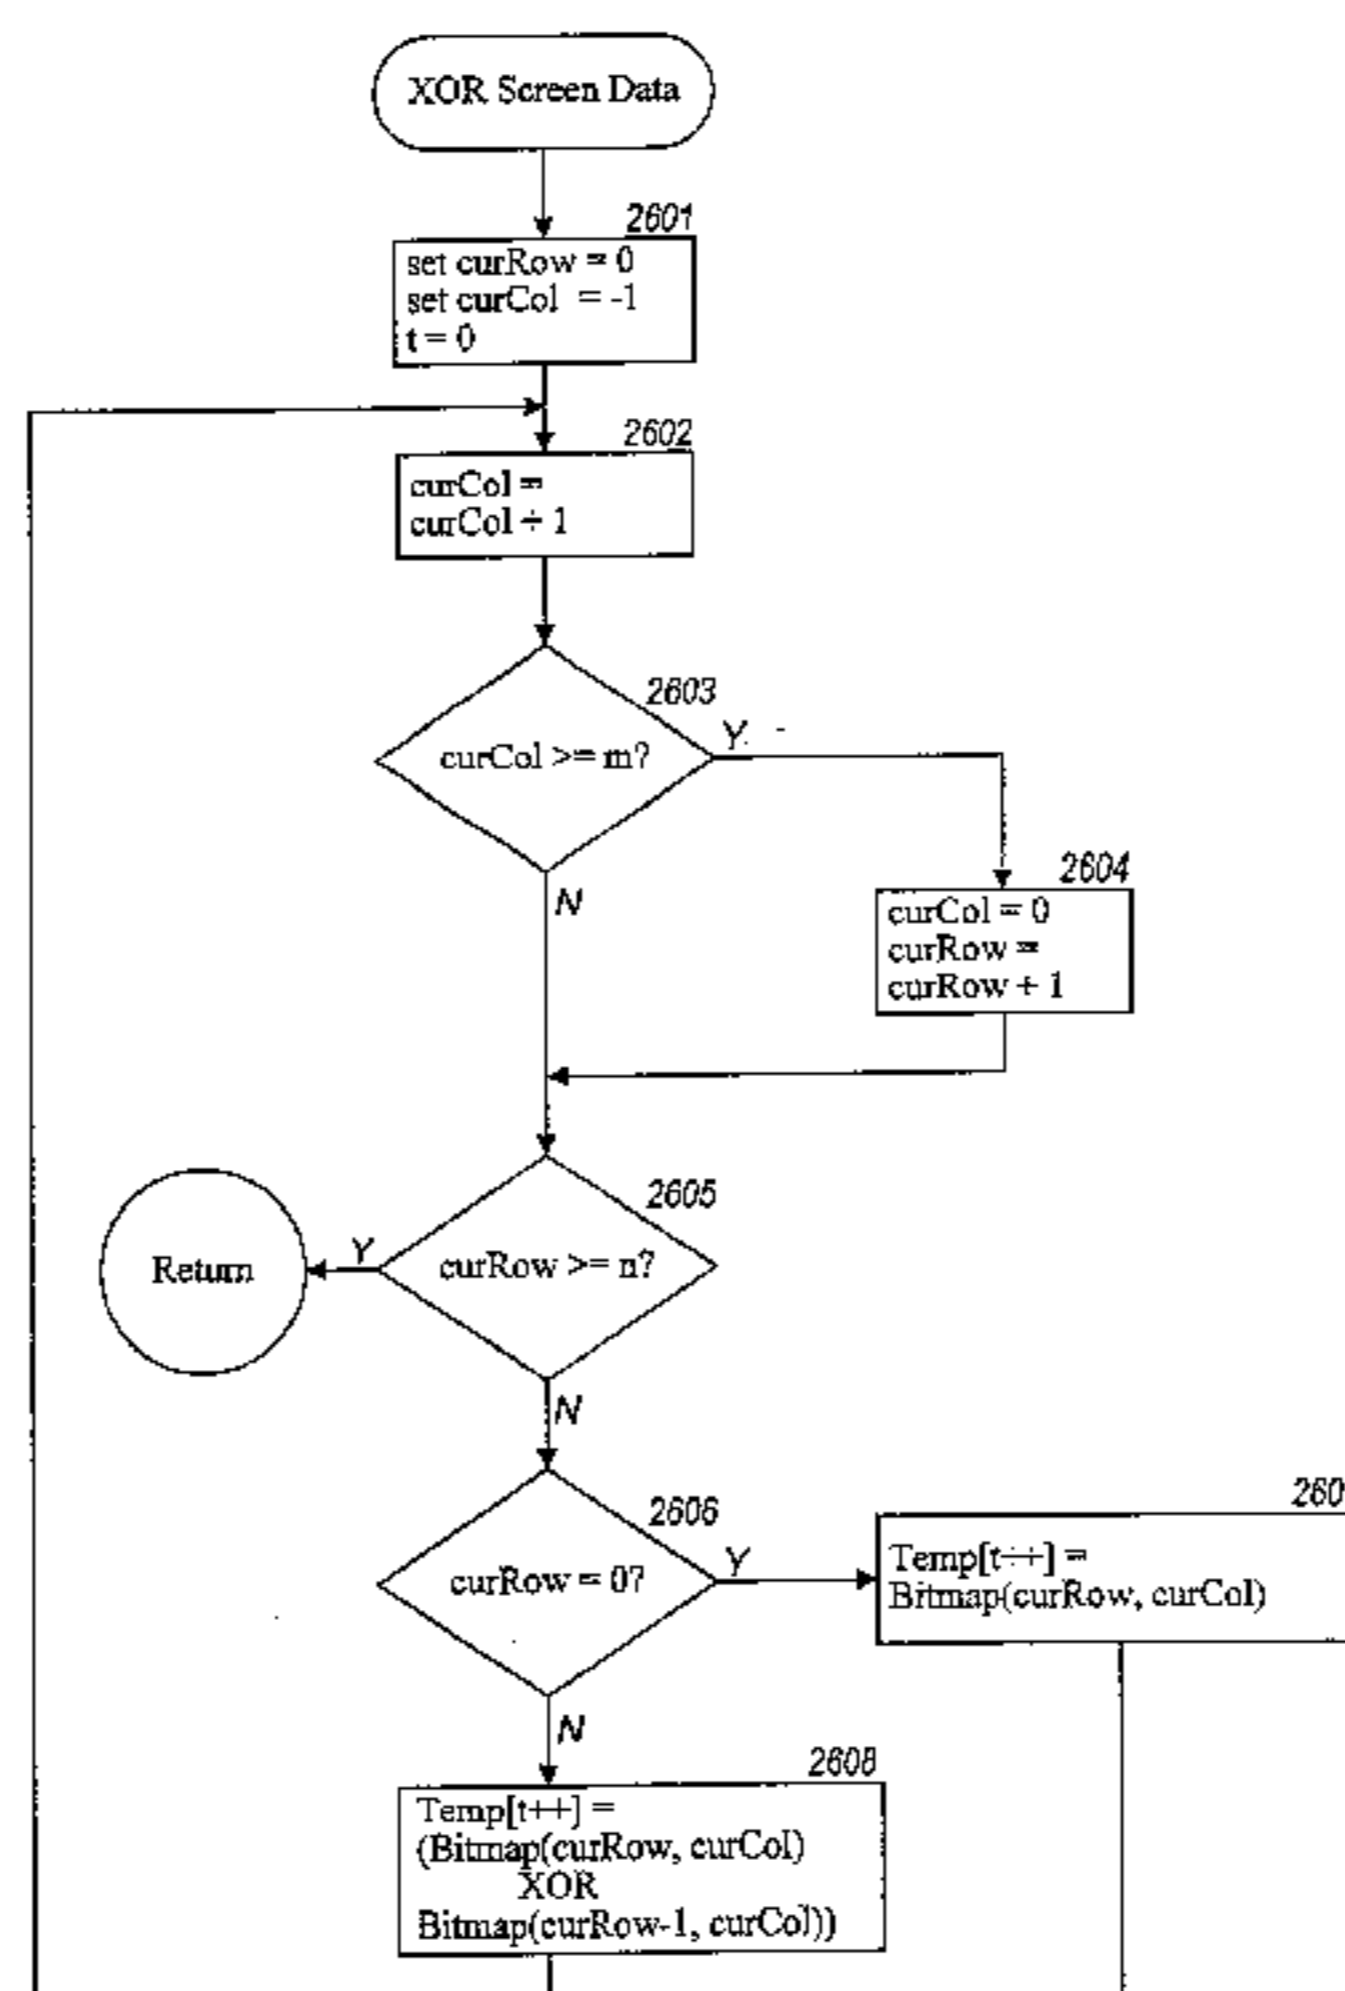 XOR Screen Data
2601
set curRow = 0
set curCol = -1
t = 0
2602
curCol =
curCol + 1
2603
curCol >= m?
Y
N
2604
curCol = 0
curRow =
curRow + 1
2605
curRow >= n?
Y
Return
N
2606
curRow = 0?
Y
N
260
Temp[t++] =
Bitmap(curRow, curCol)
2608
Temp[t++] =
(Bitmap(curRow, curCol)
XOR
Bitmap(curRow-1, curCol))